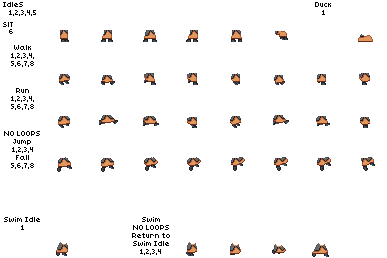 IdleS
1,2,3,4,5
Duck
1
SIT
6
Walk
1,2,3,4,
5,6,7,8
Run
1,2,3,4,
5,6,7,8
NO LOOPS
Jump
1,2,3,4
Fall
5,6,7,8
Swim Idle
1
Swim
NO LOOPS
Return to
Swim Idle
1,2,3,4